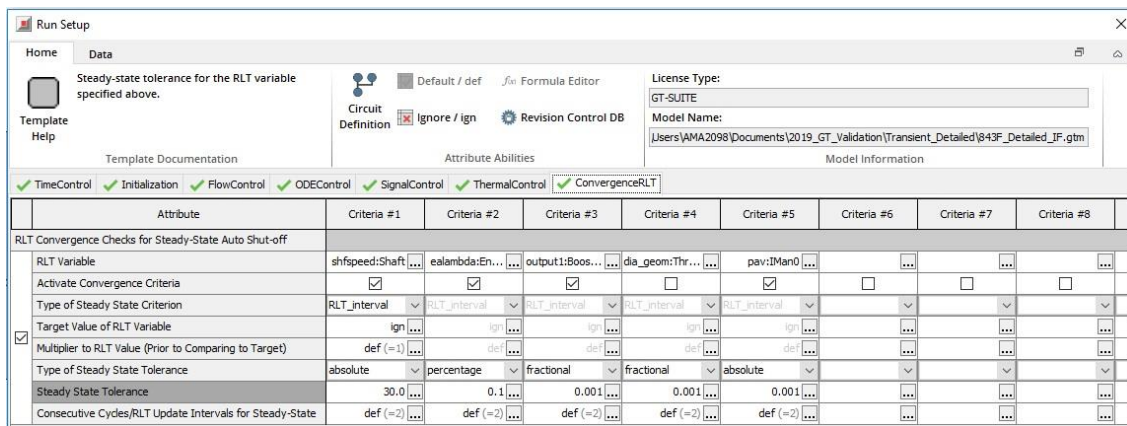 Run Setup
Home Data
Steady-state tolerance for the RLT variable
specified above.
Template
Help
Template Documentation
Circuit
Definition
Default / def
Formula Editor
Ignore / ign
Revision Control DB
Attribute Abilities
License Type:
GT-SUITE
Model Name:
\Users\AMA2098\Documents\2019_GT_Validation\Transient_Detailed\843F_Detailed_IF.gtm
Model Information
TimeControl Initialization FlowControl ODEControl SignalControl ThermalControl ConvergenceRLT
Attribute Criteria #1 Criteria #2 Criteria #3 Criteria #4 Criteria #5 Criteria #6 Criteria #7 Criteria #8
RLT Convergence Checks for Steady-State Auto Shut-off
RLT Variable shfspeed:Shaft ... ealambda:En... ... output1:Boos... ... dia_geom:Thr... ... pav:IMan0 ... ... ... ...
Activate Convergence Criteria
Type of Steady State Criterion RLT_interval RLT_interval RLT_interval RLT_interval RLT_interval
Target Value of RLT Variable ign ... ign ... ign ... ign ... ign ... ... ... ...
Multiplier to RLT Value (Prior to Comparing to Target) def (=1) ... def ... def ... def ... def ... ... ... ...
Type of Steady State Tolerance absolute percentage fractional fractional absolute
Steady State Tolerance 30.0 ... 0.1 ... 0.001 ... 0.001 ... 0.001 ... ... ... ...
Consecutive Cycles/RLT Update Intervals for Steady-State def (=2) ... def (=2) ... def (=2) ... def (=2) ... def (=2) ... ... ... ...